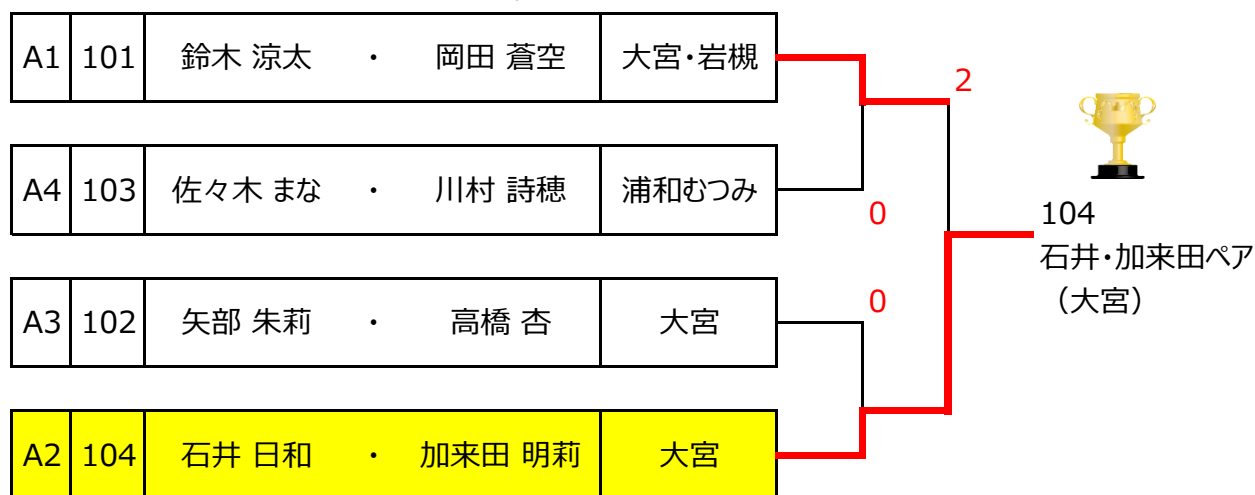 A1 101 鈴木 涼太 ・ 岡田 蒼空 大宮・岩槻
2
A4 103 佐々木 まな ・ 川村 詩穂 浦和むつみ
0
104
石井・加来田ペア
（大宮）
A3 102 矢部 朱莉 ・ 高橋 杏 大宮
0
A2 104 石井 日和 ・ 加来田 明莉 大宮